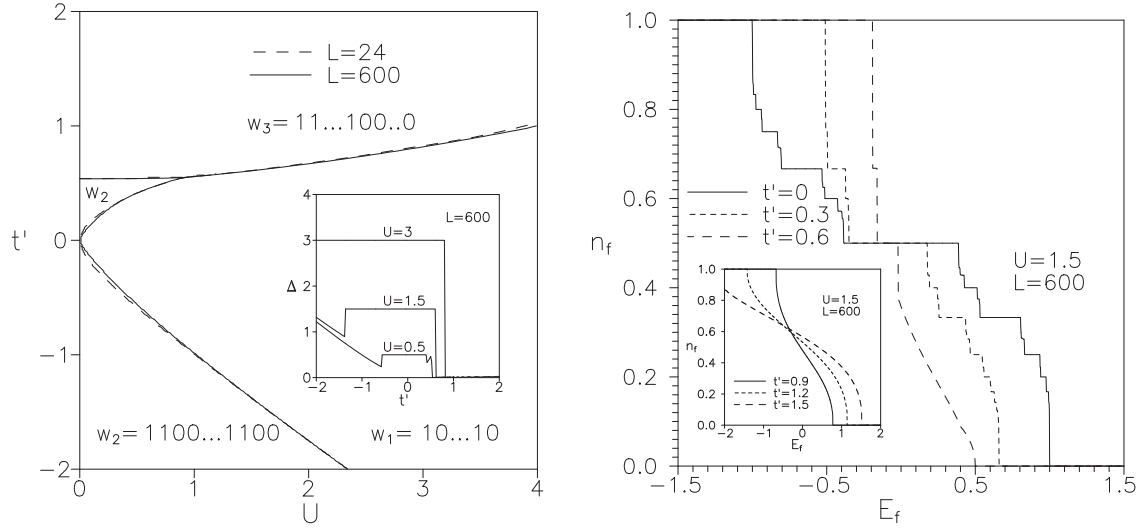 2
1
0
−1
−2
t'
0
1
2
3
4
U
L=24
L=600
w₃= 11...100..0
w₂
w₂= 1100...1100
w₁= 10...10
4
3
2
1
0
Δ
−2
−1
0
1
2
t'
L=600
U=3
U=1.5
U=0.5
1.0
0.8
0.6
0.4
0.2
0.0
n_f
−1.5
−0.5
0.5
1.5
E_f
t'=0
t'=0.3
t'=0.6
U=1.5
L=600
1.0
0.8
0.6
0.4
0.2
0.0
n_f
−2
−1
0
1
2
E_f
U=1.5
L=600
t'=0.9
t'=1.2
t'=1.5